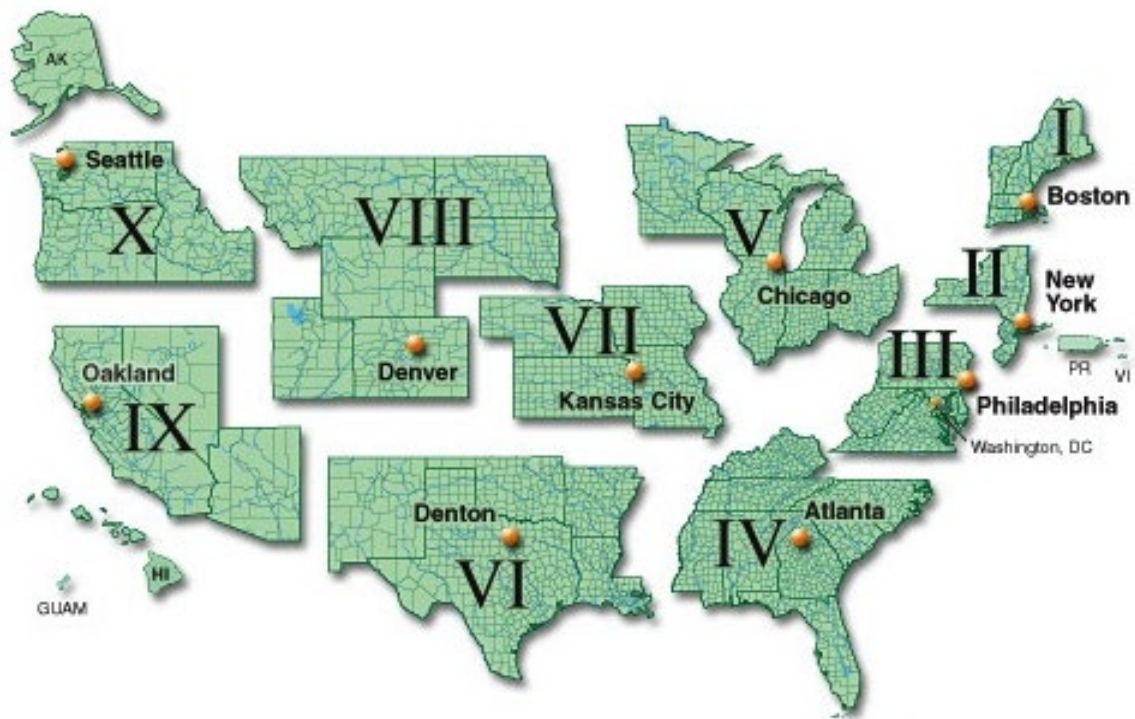 AK
Seattle
X
VIII
V
Chicago
I
Boston
II
New
York
PR
VI
III
Philadelphia
Washington, DC
VII
Kansas City
Denver
Oakland
IX
HI
GUAM
Denton
VI
IV
Atlanta